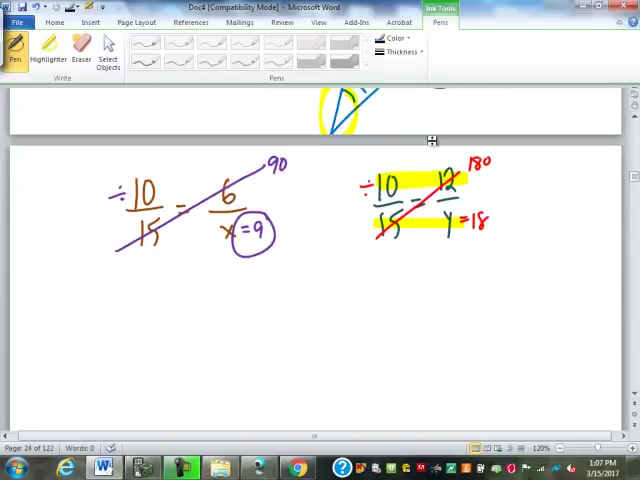 Doc4 [Compatibility Mode] - Microsoft Word
Ink Tools
File Home Insert Page Layout References Mailings Review View Add-Ins Acrobat Pens
Pen Highlighter Eraser Select Objects
Color
Thickness
Write
Pens
90
÷ 10 = 6
15 x = 9
180
÷ 10 = 12
15 y = 18
Page: 24 of 122 Words: 0 120%
1:07 PM
3/15/2017